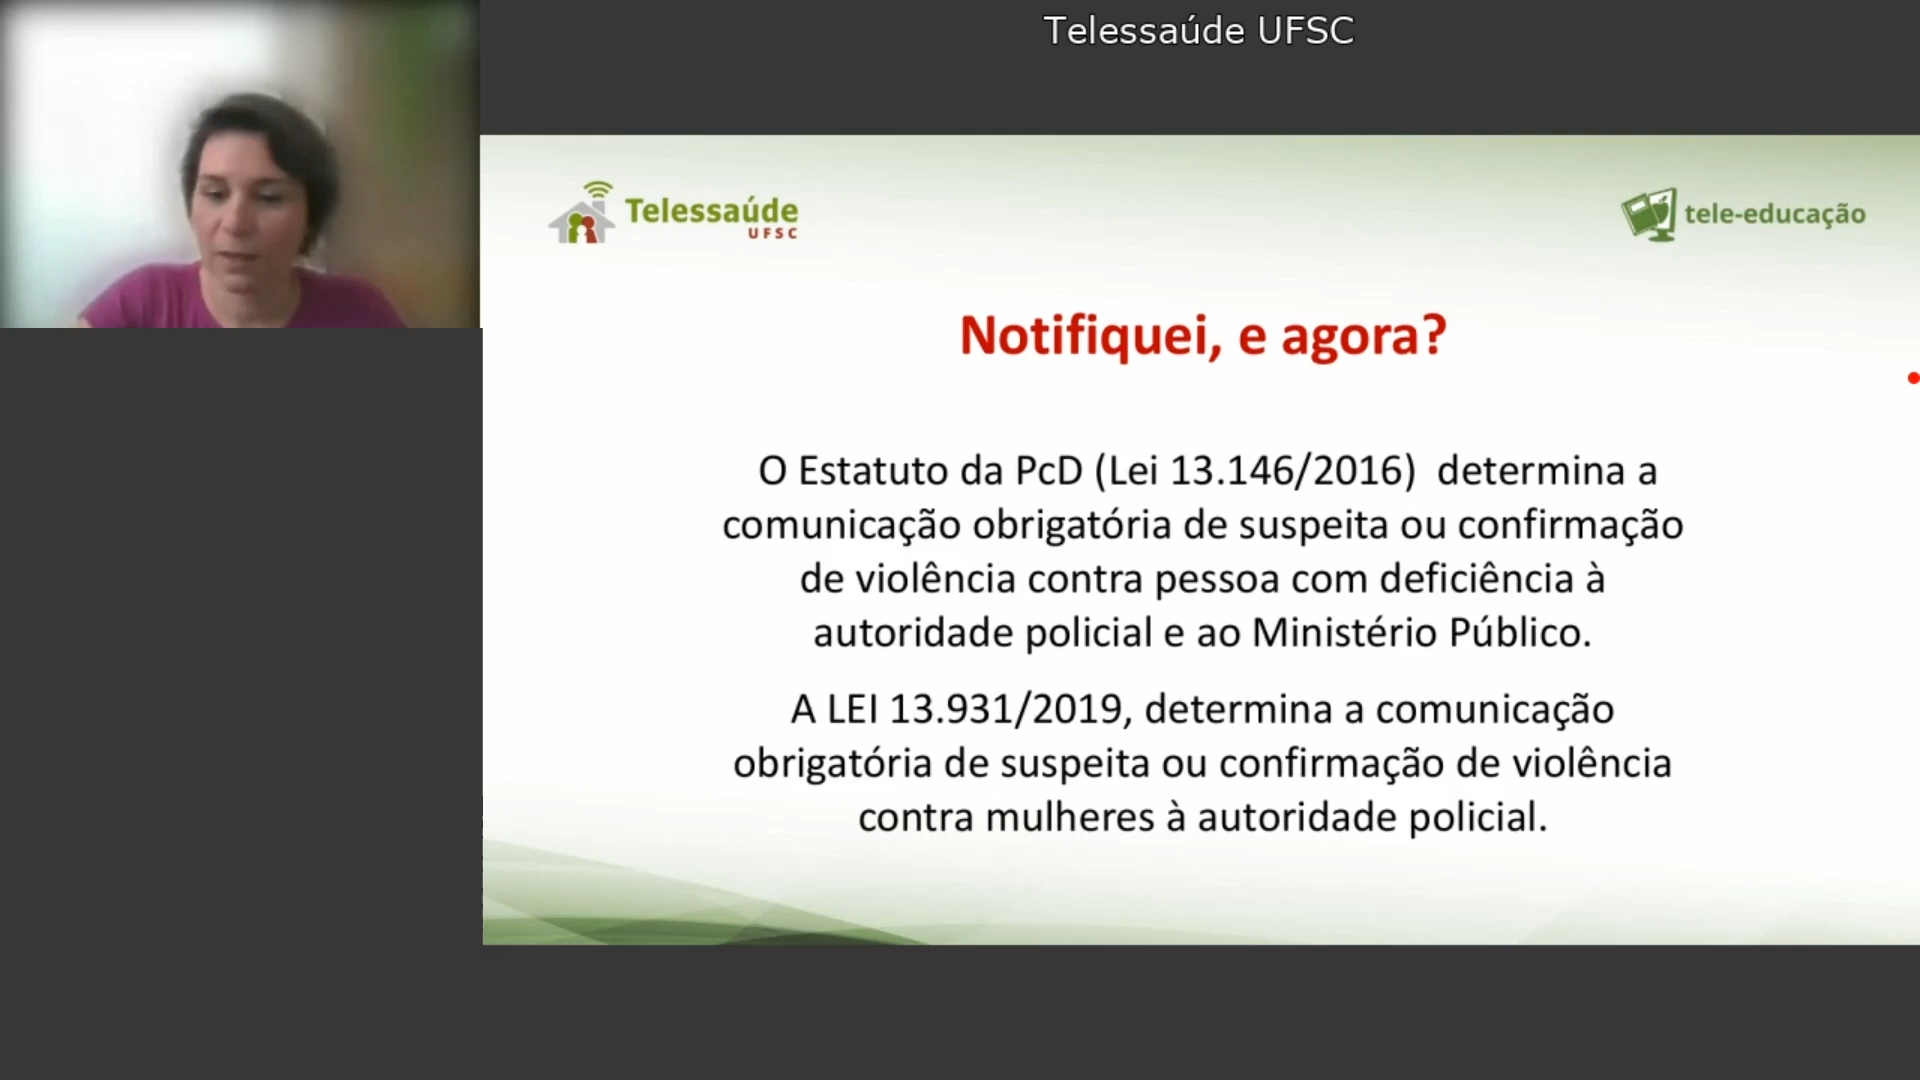 Telessaúde UFSC
Telessaúde
UFSC
tele-educação
Notifiquei, e agora?
O Estatuto da PcD (Lei 13.146/2016) determina a
comunicação obrigatória de suspeita ou confirmação
de violência contra pessoa com deficiência à
autoridade policial e ao Ministério Público.
A LEI 13.931/2019, determina a comunicação
obrigatória de suspeita ou confirmação de violência
contra mulheres à autoridade policial.